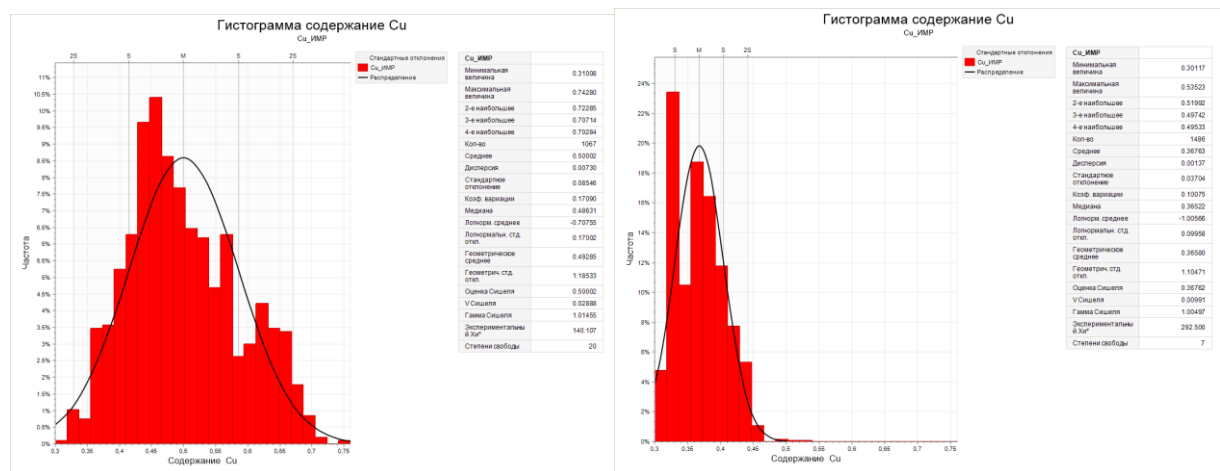 Гистограмма содержание Cu
Cu_ИМР
2S S M S 2S
Стандартные отклонения
Cu_ИМР
Распределение
11%
10.5%
10%
9.5%
9%
8.5%
8%
7.5%
7%
6.5%
6%
5.5%
5%
4.5%
4%
3.5%
3%
2.5%
2%
1.5%
1%
0.5%
0%
Частота
0,3 0,35 0,4 0,45 0,5 0,55 0,6 0,65 0,7 0,75
Содержание Cu
Cu_ИМР
Минимальная величина 0.31008
Максимальная величина 0.74280
2-е наибольшее 0.72285
3-е наибольшее 0.70714
4-е наибольшее 0.70284
Кол-во 1067
Среднее 0.50002
Дисперсия 0.00730
Стандартное отклонение 0.08546
Коэф. вариации 0.17090
Медиана 0.48631
Логнорм. среднее -0.70755
Логнормальн. стд. откл. 0.17002
Геометрическое среднее 0.49285
Геометрич. стд. откл. 1.18533
Оценка Сишеля 0.50002
V Сишеля 0.02888
Гамма Сишеля 1.01455
Экспериментальный Хи² 140.107
Степени свободы 20
Гистограмма содержание Cu
Cu_ИМР
S M S 2S
Стандартные отклонения
Cu_ИМР
Распределение
24%
22%
20%
18%
16%
14%
12%
10%
8%
6%
4%
2%
0%
Частота
0,3 0,35 0,4 0,45 0,5 0,55 0,6 0,65 0,7 0,75
Содержание Cu
Cu_ИМР
Минимальная величина 0.30117
Максимальная величина 0.53523
2-е наибольшее 0.51992
3-е наибольшее 0.49742
4-е наибольшее 0.49533
Кол-во 1486
Среднее 0.36763
Дисперсия 0.00137
Стандартное отклонение 0.03704
Коэф. вариации 0.10075
Медиана 0.36522
Логнорм. среднее -1.00566
Логнормальн. стд. откл. 0.09958
Геометрическое среднее 0.36580
Геометрич. стд. откл. 1.10471
Оценка Сишеля 0.36762
V Сишеля 0.00991
Гамма Сишеля 1.00497
Экспериментальный Хи² 292.500
Степени свободы 7